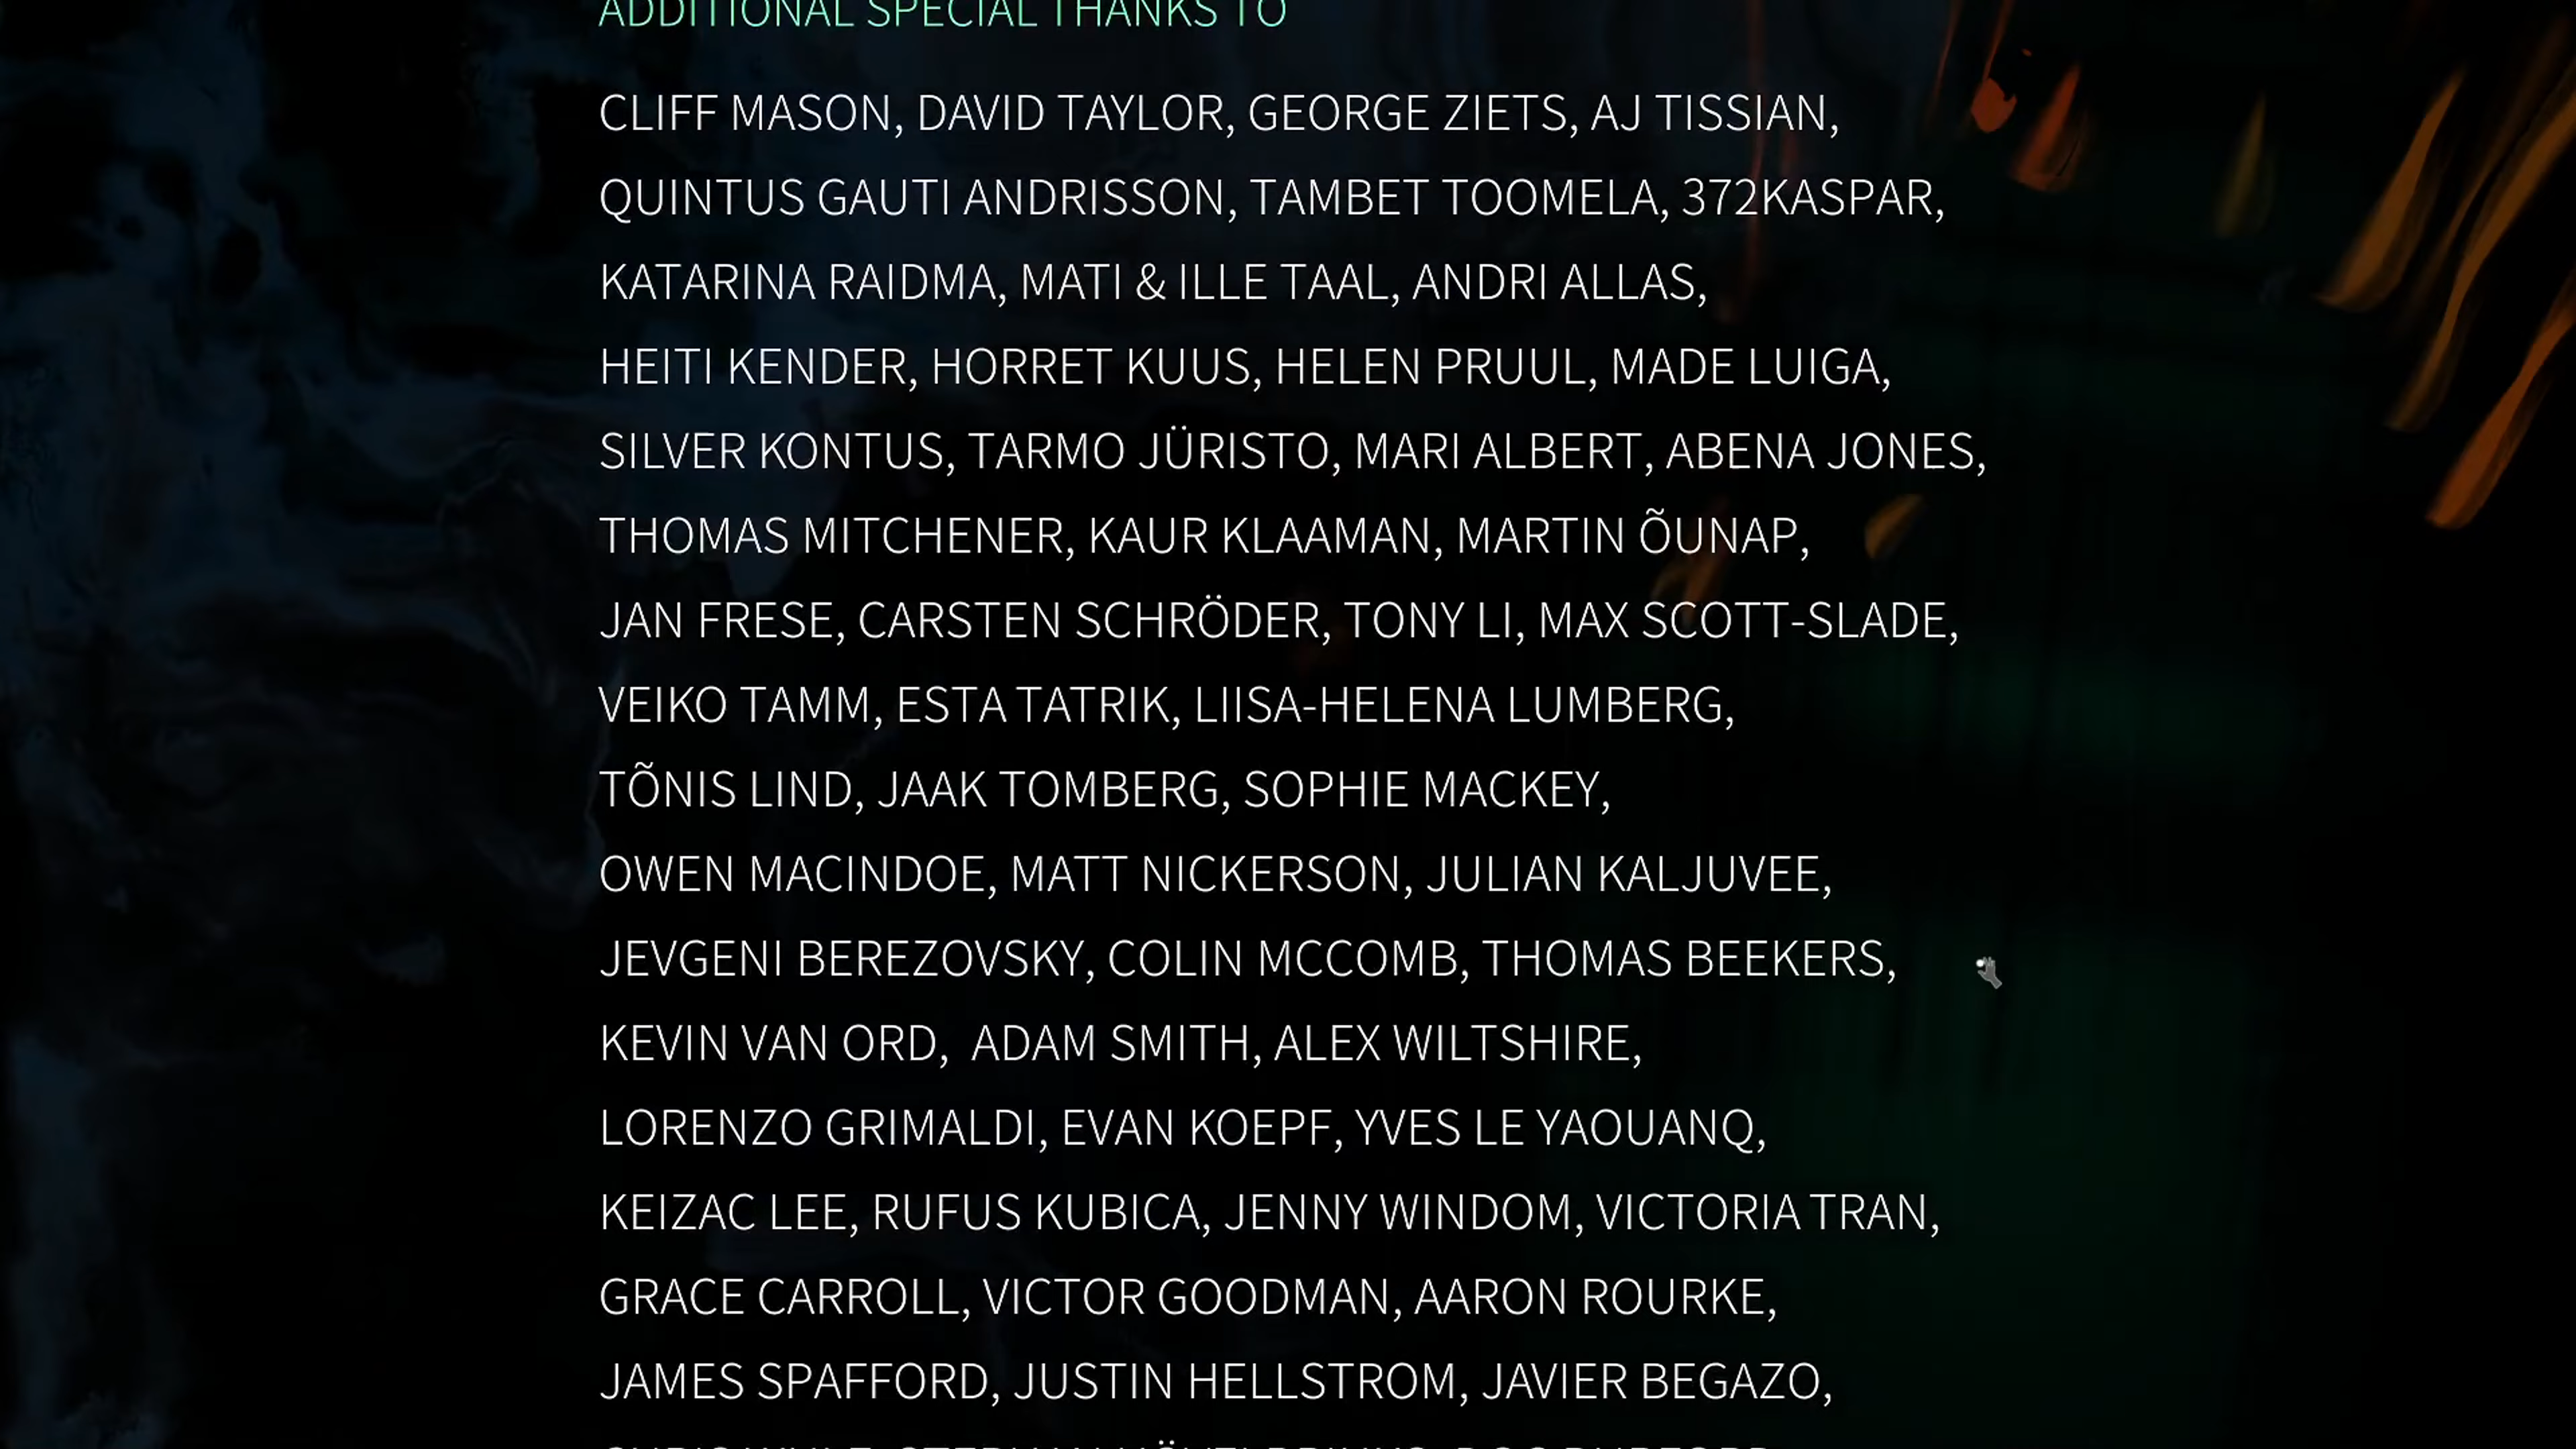 ADDITIONAL SPECIAL THANKS TO
CLIFF MASON, DAVID TAYLOR, GEORGE ZIETS, AJ TISSIAN,
QUINTUS GAUTI ANDRISSON, TAMBET TOOMELA, 372KASPAR,
KATARINA RAIDMA, MATI & ILLE TAAL, ANDRI ALLAS,
HEITI KENDER, HORRET KUUS, HELEN PRUUL, MADE LUIGA,
SILVER KONTUS, TARMO JÜRISTO, MARI ALBERT, ABENA JONES,
THOMAS MITCHENER, KAUR KLAAMAN, MARTIN ÕUNAP,
JAN FRESE, CARSTEN SCHRÖDER, TONY LI, MAX SCOTT-SLADE,
VEIKO TAMM, ESTA TATRIK, LIISA-HELENA LUMBERG,
TÕNIS LIND, JAAK TOMBERG, SOPHIE MACKEY,
OWEN MACINDOE, MATT NICKERSON, JULIAN KALJUVEE,
JEVGENI BEREZOVSKY, COLIN MCCOMB, THOMAS BEEKERS,
KEVIN VAN ORD, ADAM SMITH, ALEX WILTSHIRE,
LORENZO GRIMALDI, EVAN KOEPF, YVES LE YAOUANQ,
KEIZAC LEE, RUFUS KUBICA, JENNY WINDOM, VICTORIA TRAN,
GRACE CARROLL, VICTOR GOODMAN, AARON ROURKE,
JAMES SPAFFORD, JUSTIN HELLSTROM, JAVIER BEGAZO,